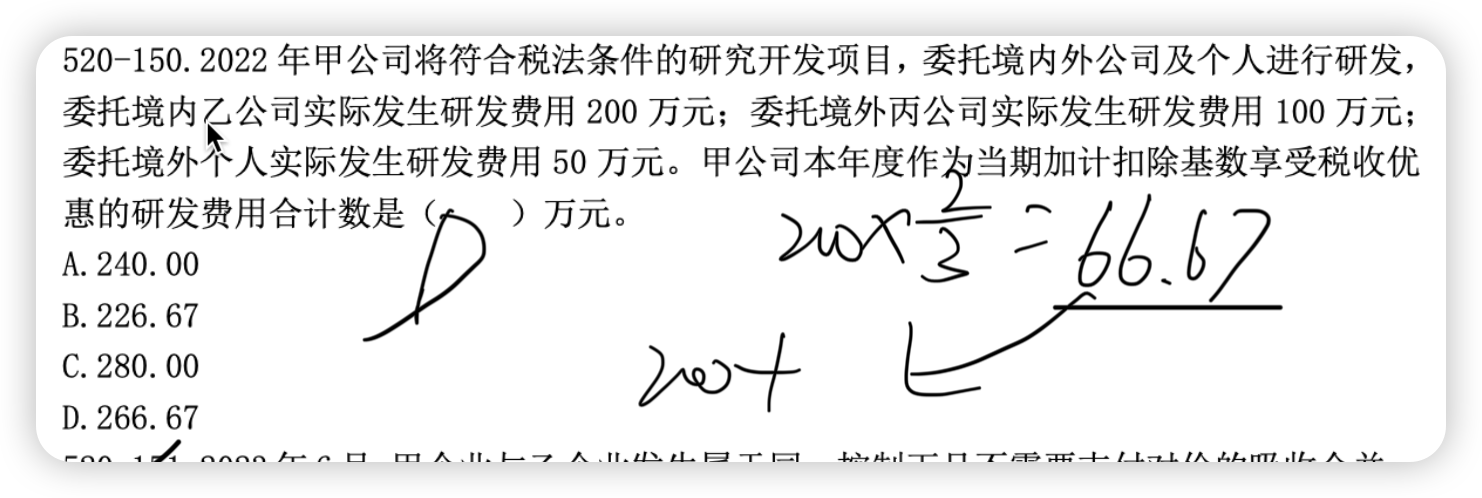 520-150.2022 年甲公司将符合税法条件的研究开发项目，委托境内外公司及个人进行研发，
委托境内乙公司实际发生研发费用 200 万元；委托境外丙公司实际发生研发费用 100 万元；
委托境外个人实际发生研发费用 50 万元。甲公司本年度作为当期加计扣除基数享受税收优
惠的研发费用合计数是（ D ）万元。
200×2/3=66.67
A.240.00
B.226.67
C.280.00
200+
D.266.67